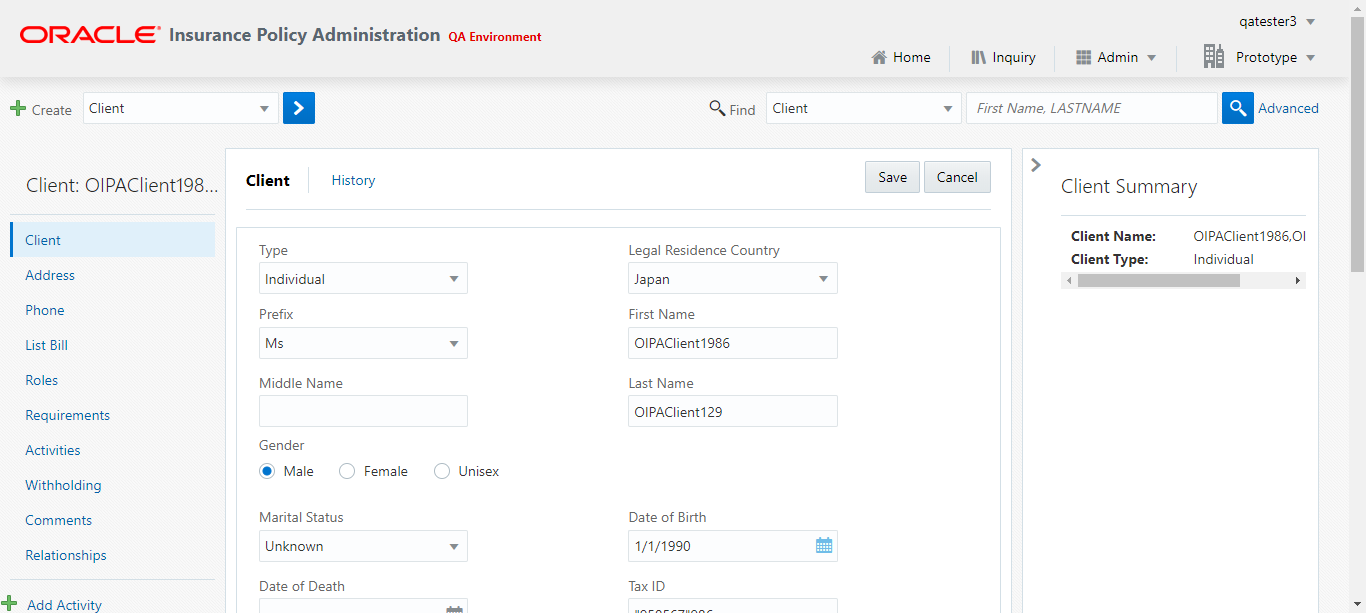 qatester3
ORACLE Insurance Policy Administration QA Environment
Home Inquiry Admin Prototype
Create Client Find Client First Name, LASTNAME Advanced
Client: OIPAClient198...
Client
Address
Phone
List Bill
Roles
Requirements
Activities
Withholding
Comments
Relationships
Add Activity
Client History Save Cancel
Type Legal Residence Country
Individual Japan
Prefix First Name
Ms OIPAClient1986
Middle Name Last Name
OIPAClient129
Gender
Male Female Unisex
Marital Status Date of Birth
Unknown 1/1/1990
Date of Death Tax ID
Client Summary
Client Name: OIPAClient1986,OI
Client Type: Individual